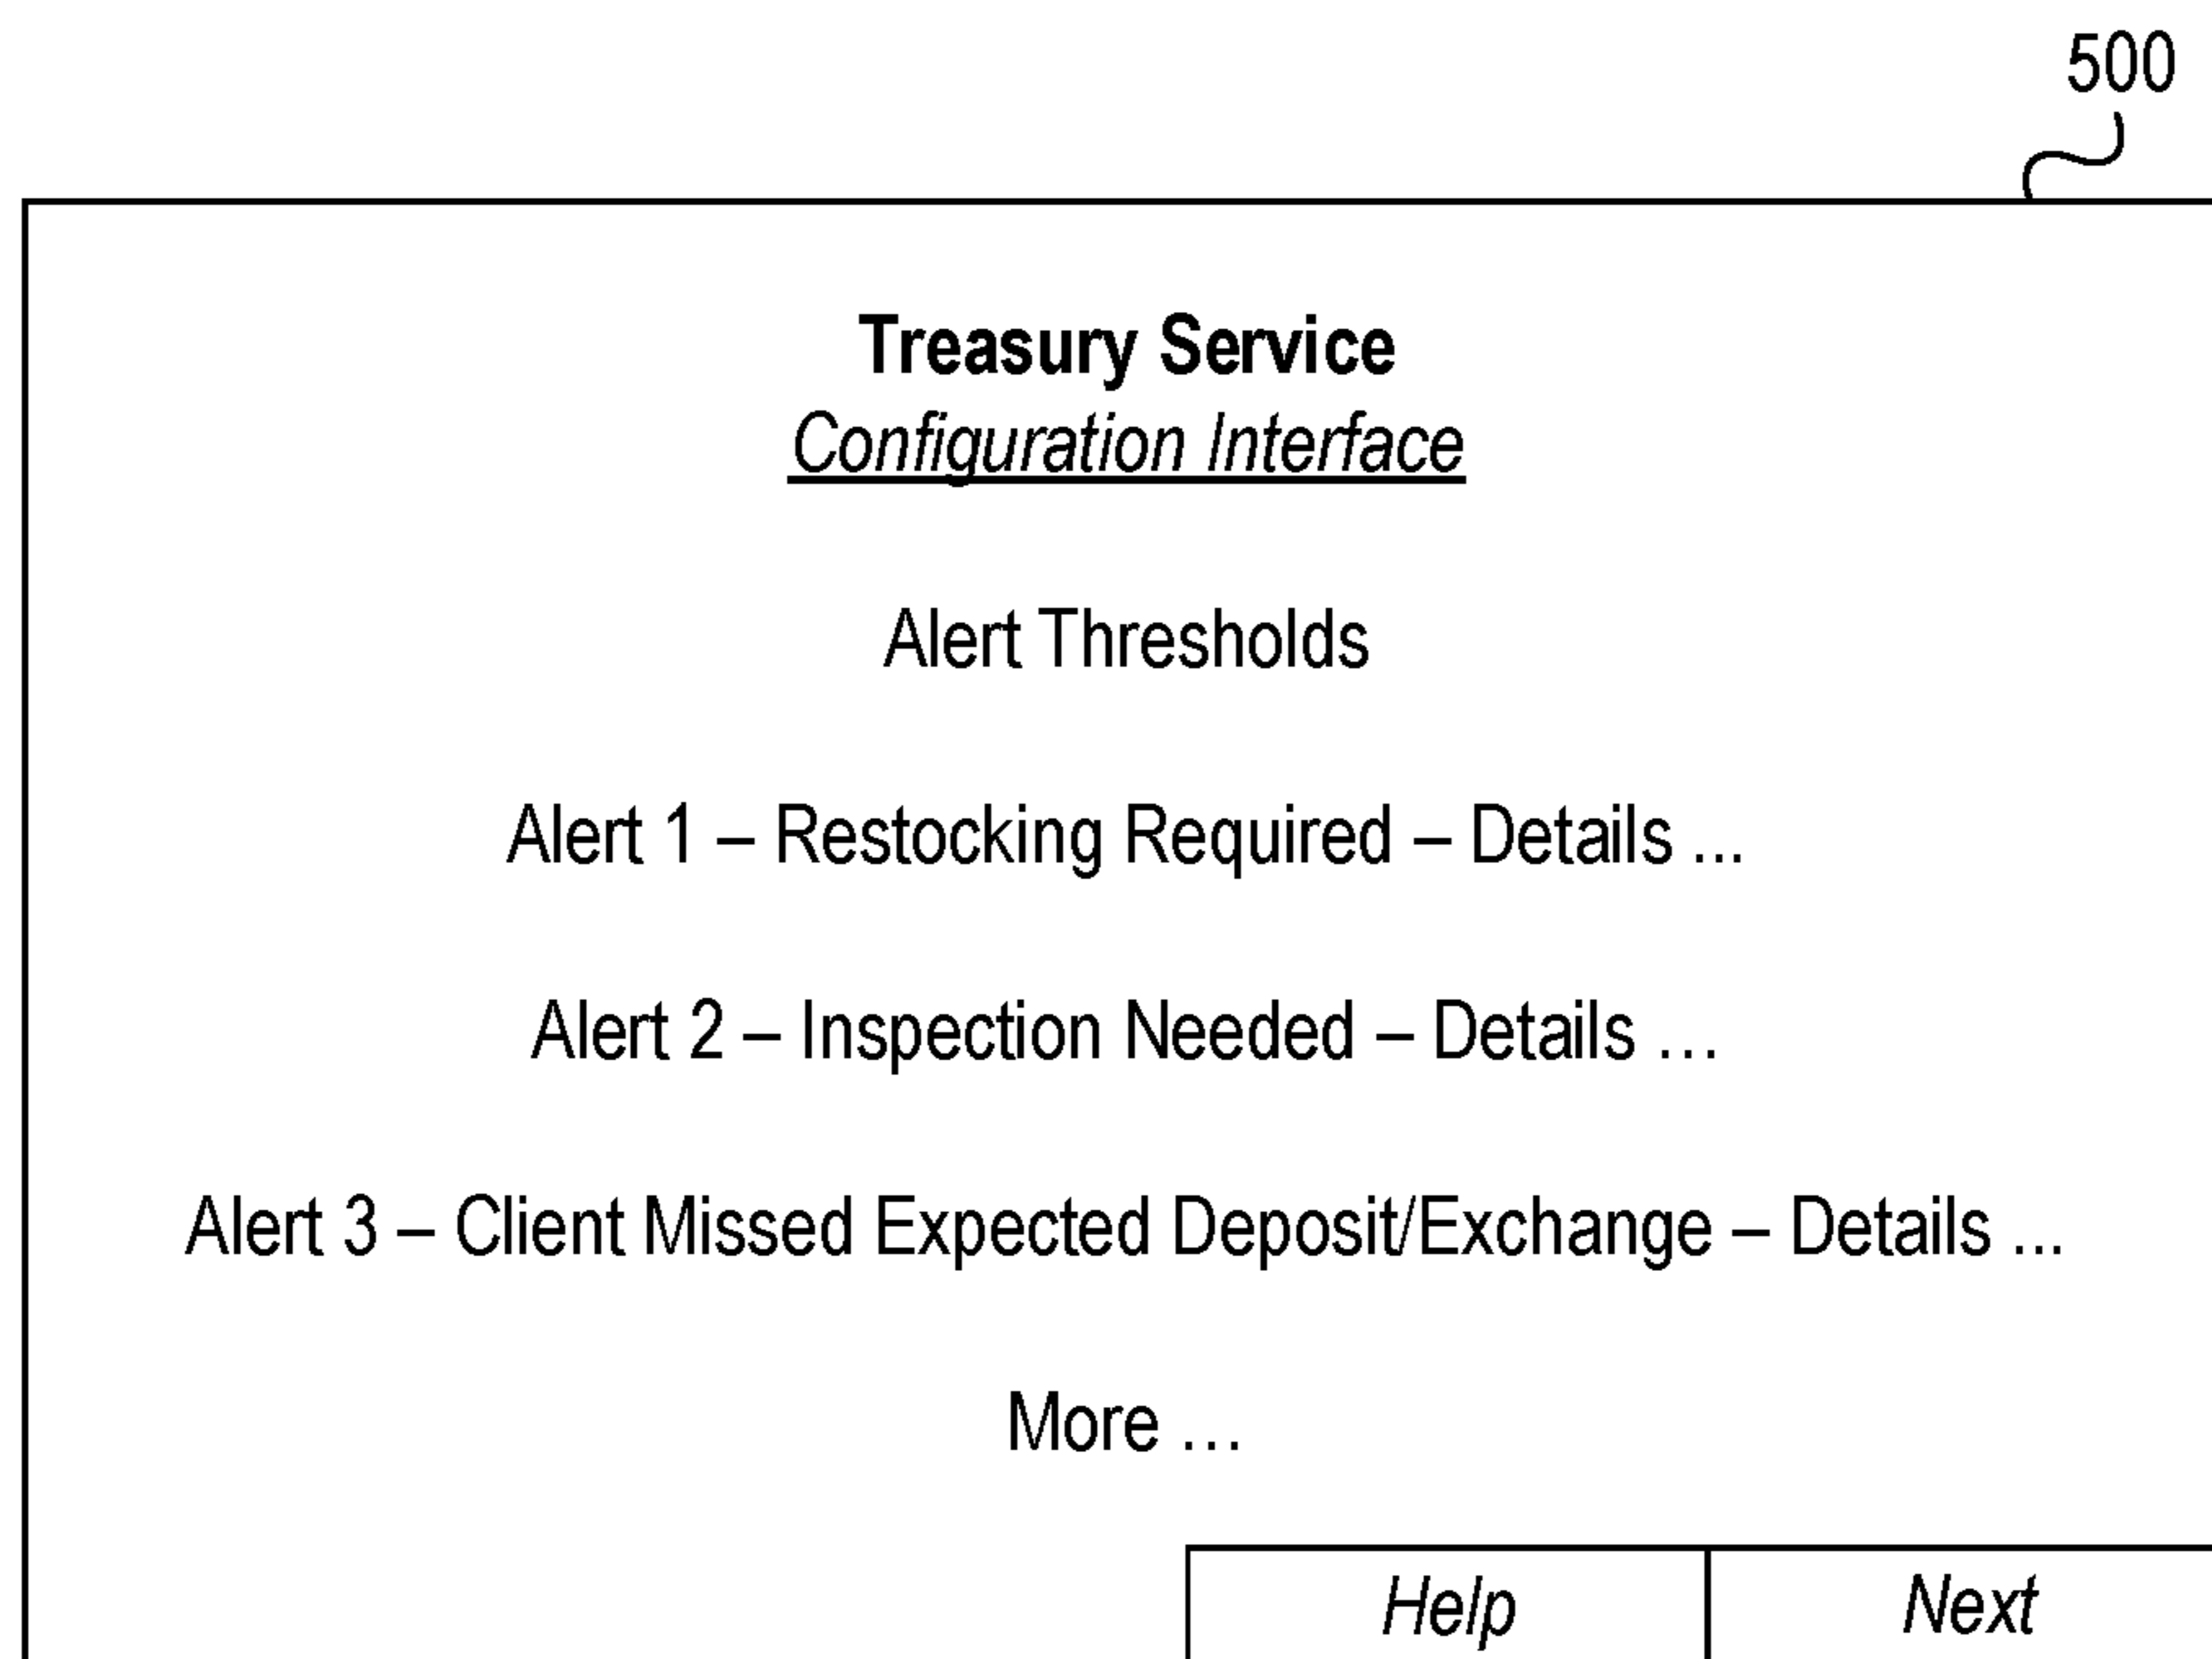 500
Treasury Service
Configuration Interface
Alert Thresholds
Alert 1 – Restocking Required – Details ...
Alert 2 – Inspection Needed – Details ...
Alert 3 – Client Missed Expected Deposit/Exchange – Details ...
More ...
Help Next